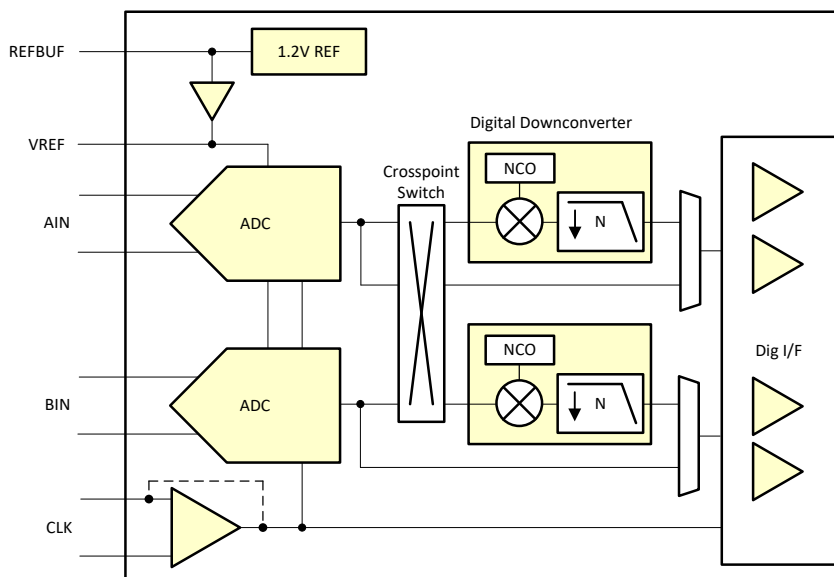 REFBUF
1.2V REF
VREF
Digital Downconverter
Crosspoint
Switch
NCO
AIN
ADC
N
NCO
Dig I/F
BIN
ADC
N
CLK